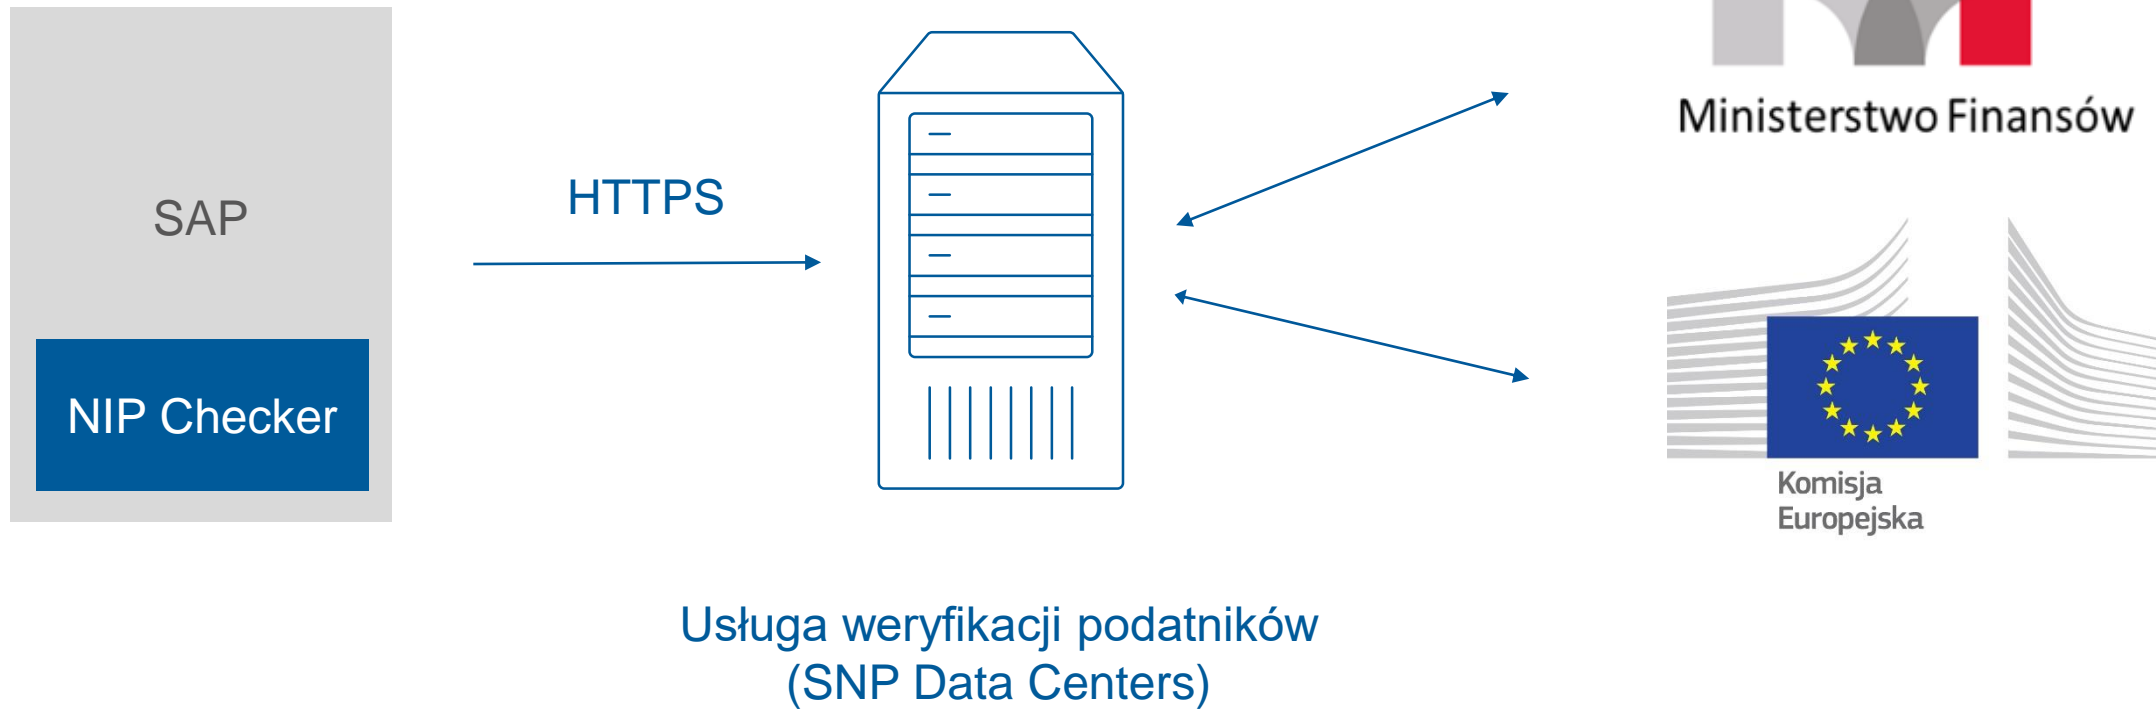 SAP
NIP Checker
HTTPS
Usługa weryfikacji podatników
(SNP Data Centers)
Ministerstwo Finansów
Komisja
Europejska